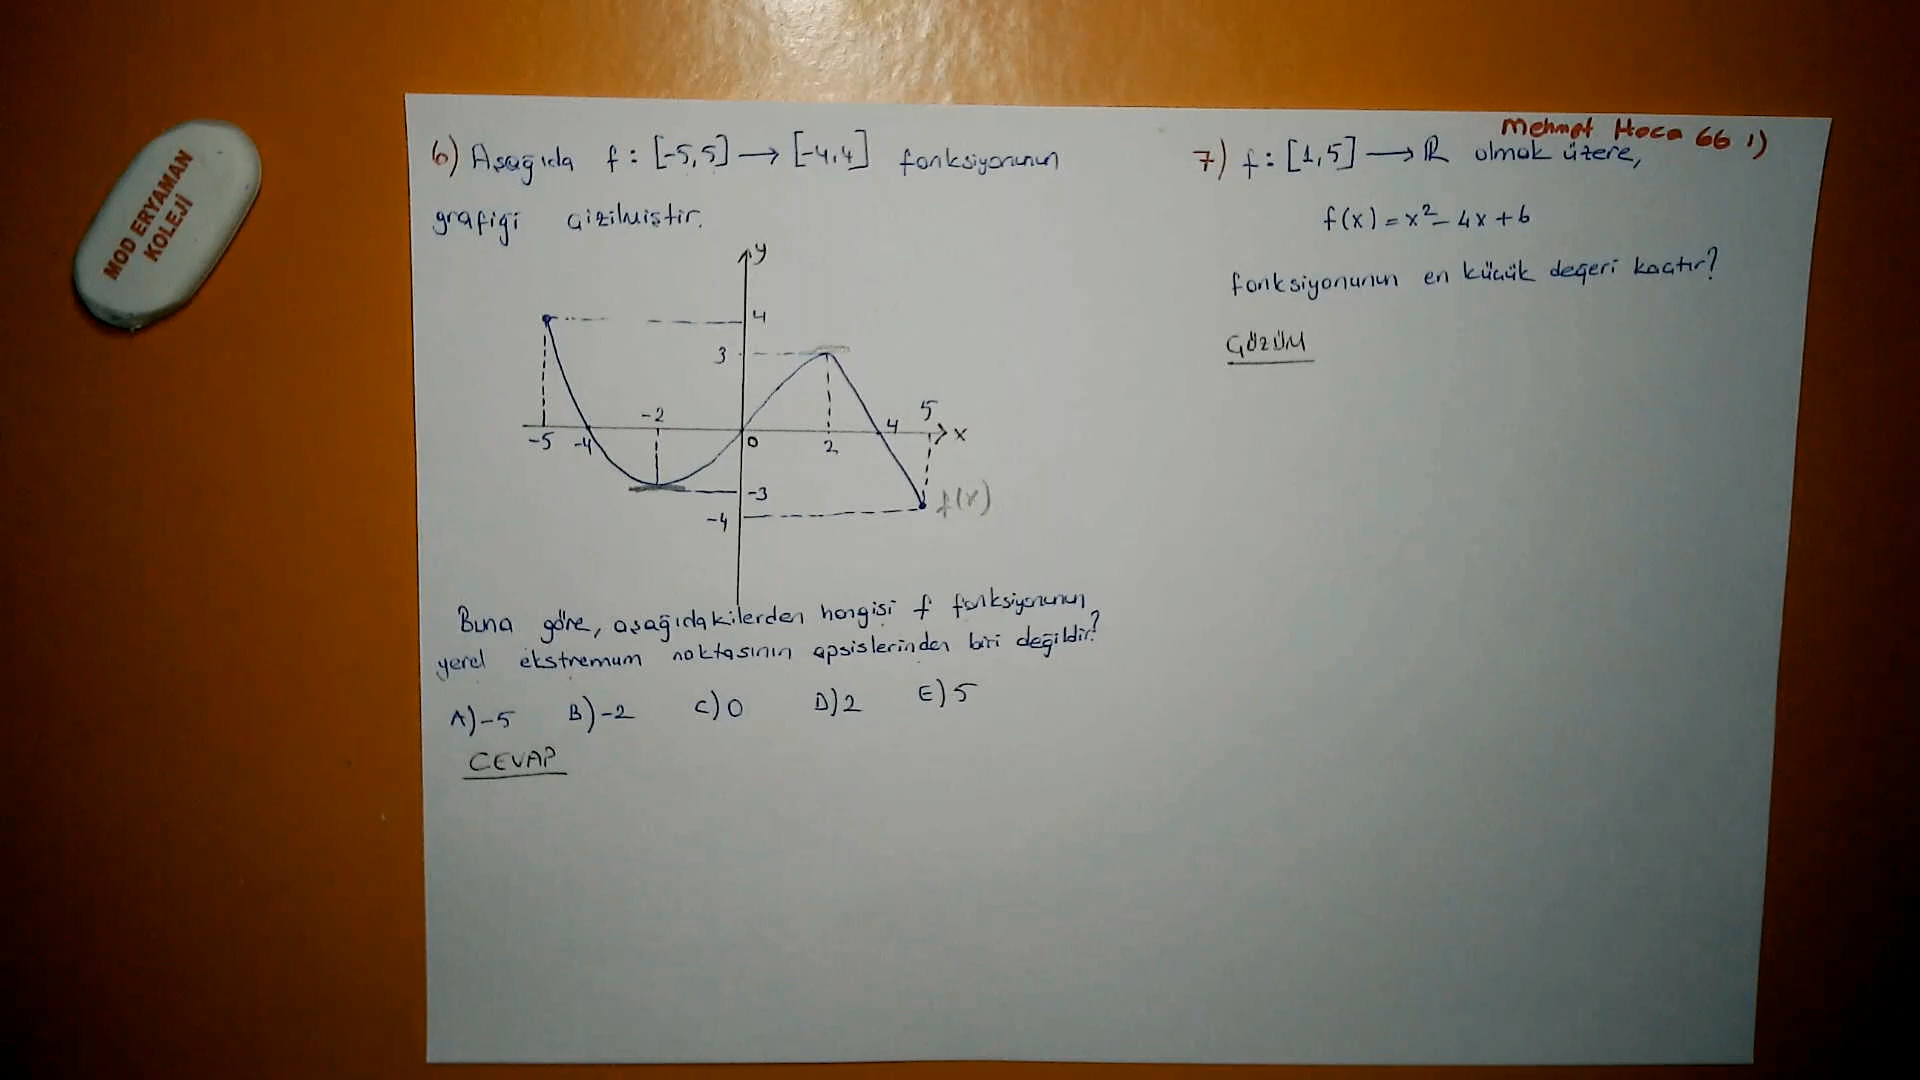 MOD ERYAMAN
KOLEJİ
Mehmet Hoca 66 1)
6) Aşağıda f : [-5,5] → [-4,4] fonksiyonunun
grafiği çizilmiştir.
y
4
3
-2
5
4
-5
-4
0
2
x
-3
-4
f(x)
Buna göre, aşağıdakilerden hangisi f fonksiyonunun
yerel ekstremum noktasının apsislerinden biri değildir?
A) -5 B) -2 C) 0 D) 2 E) 5
CEVAP
7) f : [1,5] → ℝ olmak üzere,
f(x) = x² - 4x + 6
fonksiyonunun en küçük değeri kaçtır?
ÇÖZÜM